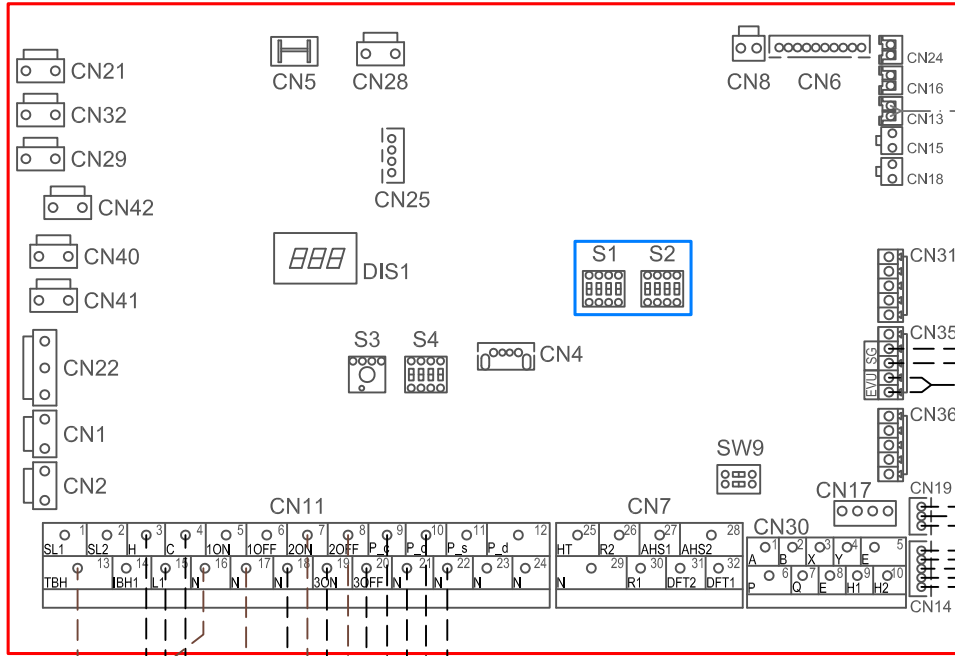 CN21
CN5
CN28
CN8
CN6
CN24
CN16
CN32
CN13
CN29
CN15
CN18
CN25
CN42
CN40
DIS1
S1
S2
CN31
CN41
S3
S4
CN4
CN35
SG
EVU
CN22
CN36
CN1
SW9
CN2
CN17
CN19
CN11
CN7
CN30
1 2 3 4 5 6 7 8 9 10 11 12
SL1 SL2 H C 1ON 1OFF 2ON 2OFF P_c P_d P_s P_d
13 14 15 16 17 18 19 20 21 22 23 24
TBH IBH1 L1 N N N 3ON 3OFF N N N N
25 26 27 28
HT R2 AHS1 AHS2
29 30 31 32
N R1 DFT2 DFT1
1 2 3 4 5
A B X Y E
6 7 8 9 10
P Q E H1 H2
CN14